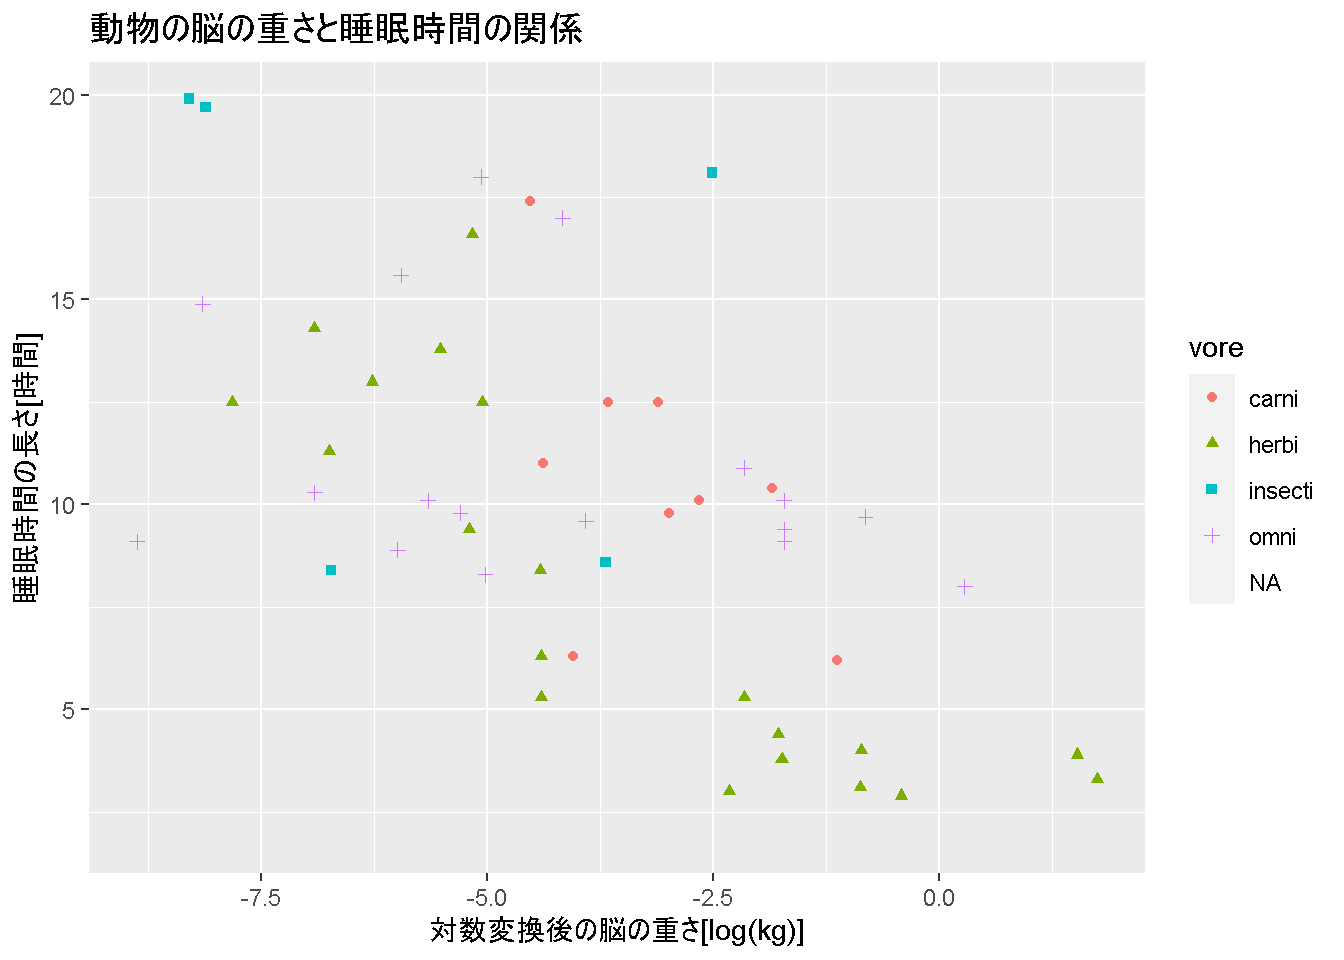 動物の脳の重さと睡眠時間の関係
睡眠時間の長さ[時間]
20
15
10
5
-7.5
-5.0
-2.5
0.0
対数変換後の脳の重さ[log(kg)]
vore
carni
herbi
insecti
omni
NA